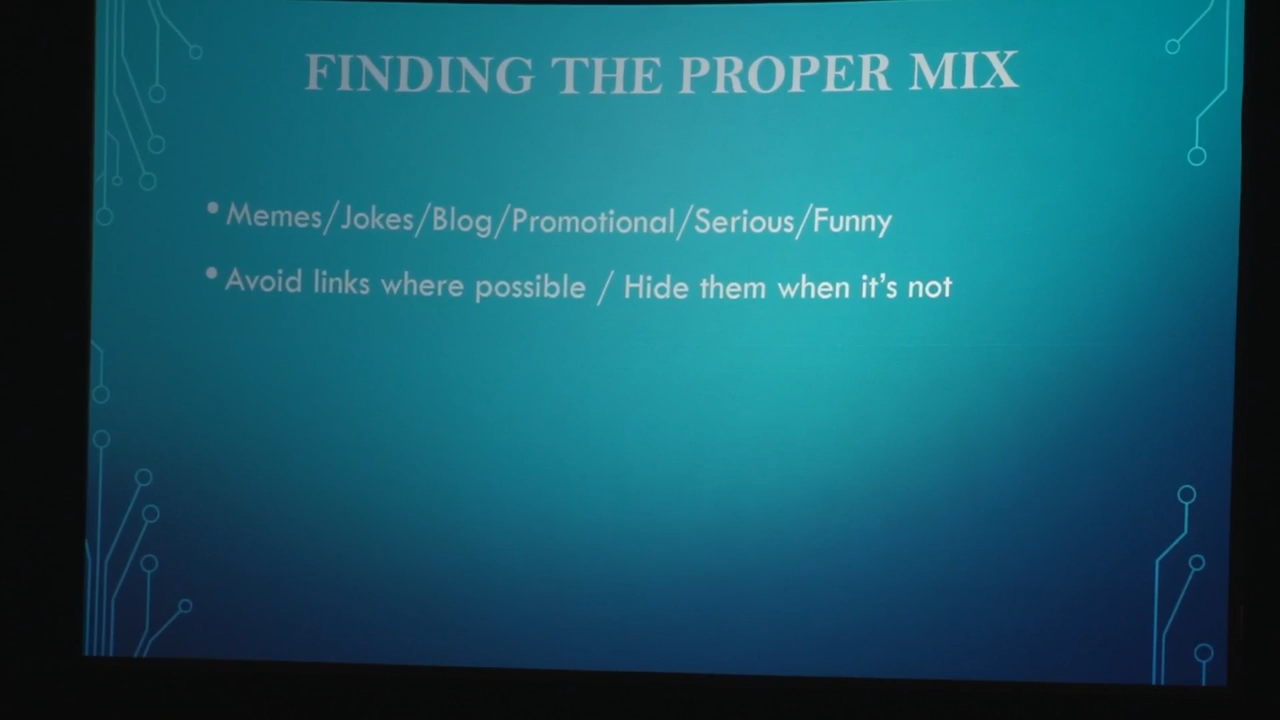 FINDING THE PROPER MIX
• Memes/Jokes/Blog/Promotional/Serious/Funny
• Avoid links where possible / Hide them when it’s not